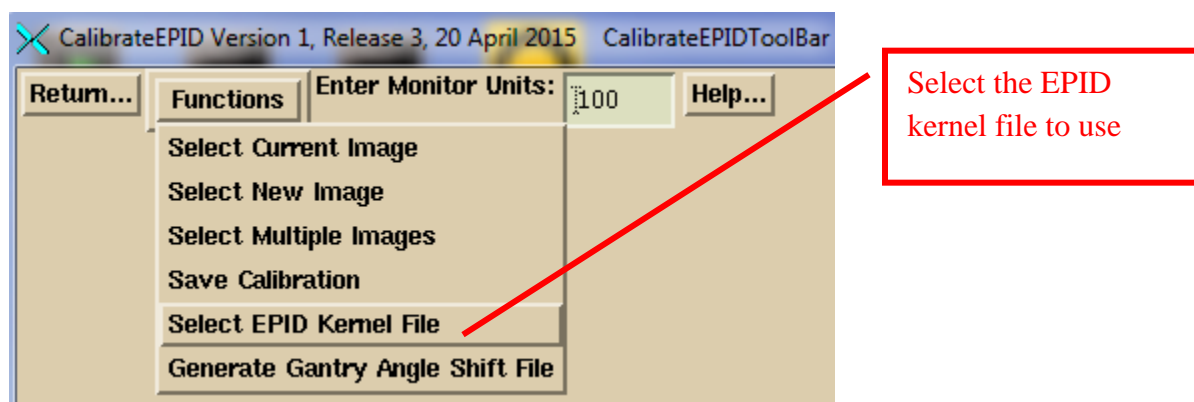 CalibrateEPID Version 1, Release 3, 20 April 2015 CalibrateEPIDToolBar
Return... Functions Enter Monitor Units: 100 Help...
Select Current Image
Select New Image
Select Multiple Images
Save Calibration
Select EPID Kernel File
Generate Gantry Angle Shift File
Select the EPID
kernel file to use